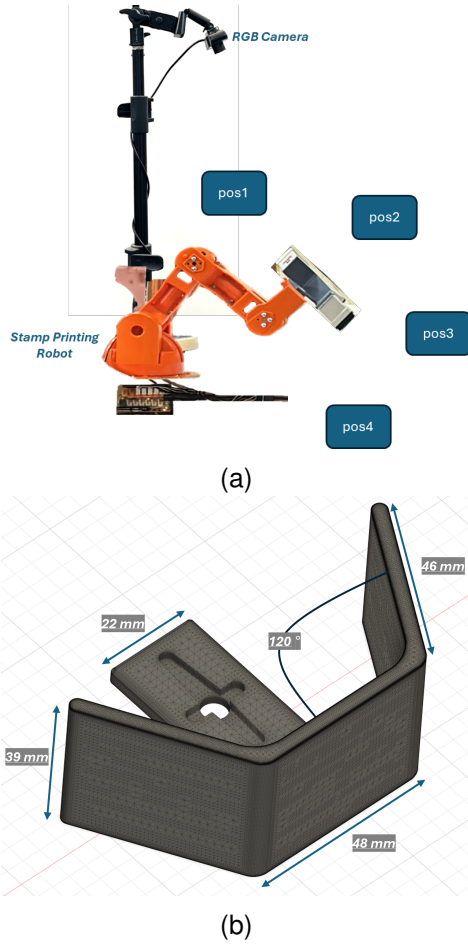 RGB Camera
pos1
pos2
Stamp Printing
Robot
pos3
pos4
(a)
46 mm
22 mm
120 °
39 mm
48 mm
(b)